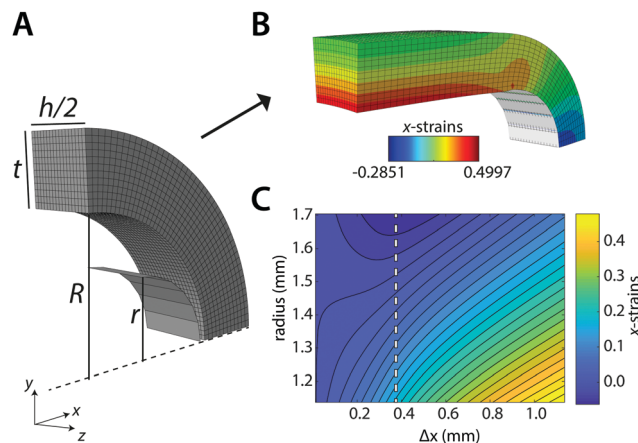 A
h/2
t
R
r
y
x
z
B
x-strains
-0.2851
0.4997
C
1.7
1.6
1.5
1.4
1.3
1.2
radius (mm)
0.2
0.4
0.6
0.8
1.0
Δx (mm)
0.4
0.3
0.2
0.1
0.0
x-strains